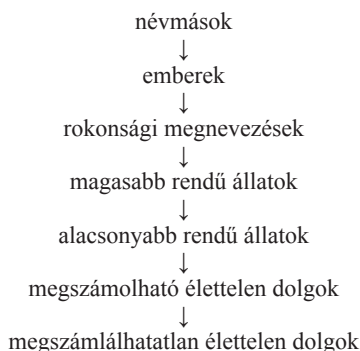 névmások
↓
emberek
↓
rokonsági megnevezések
↓
magasabb rendű állatok
↓
alacsonyabb rendű állatok
↓
megszámolható élettelen dolgok
↓
megszámlálhatatlan élettelen dolgok